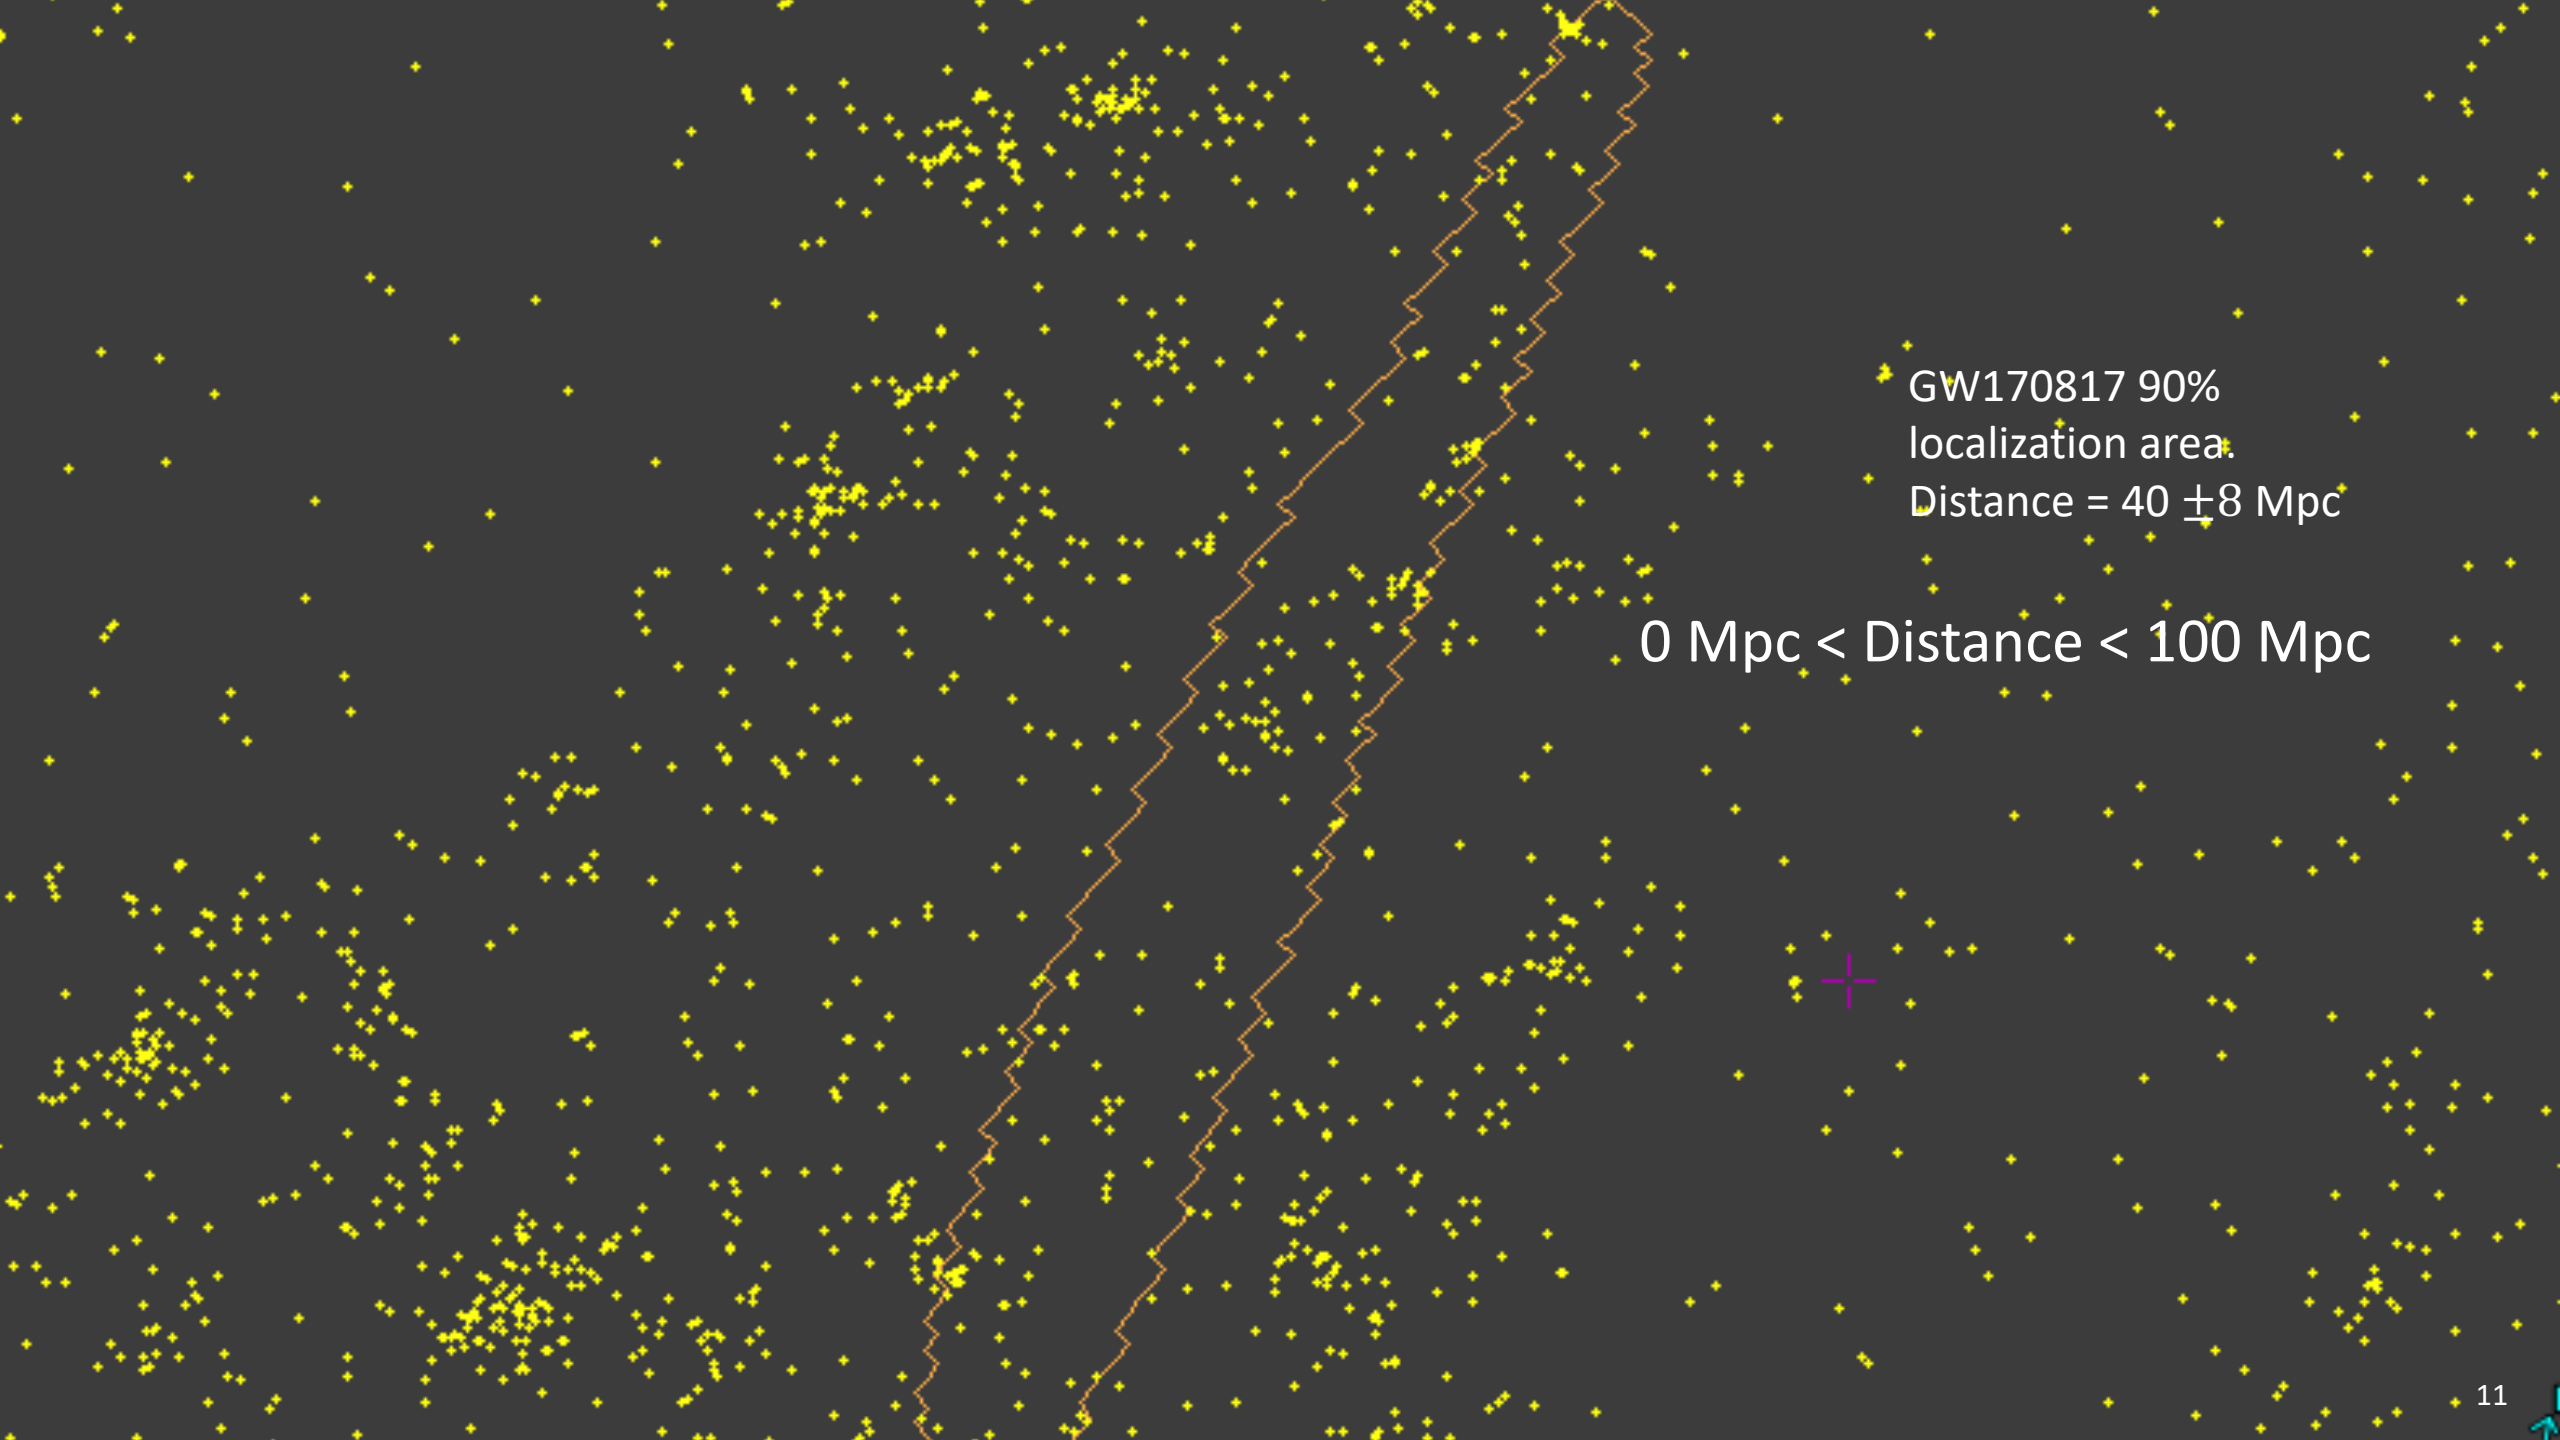 GW170817 90%
localization area.
Distance = 40 ±8 Mpc
0 Mpc < Distance < 100 Mpc
11